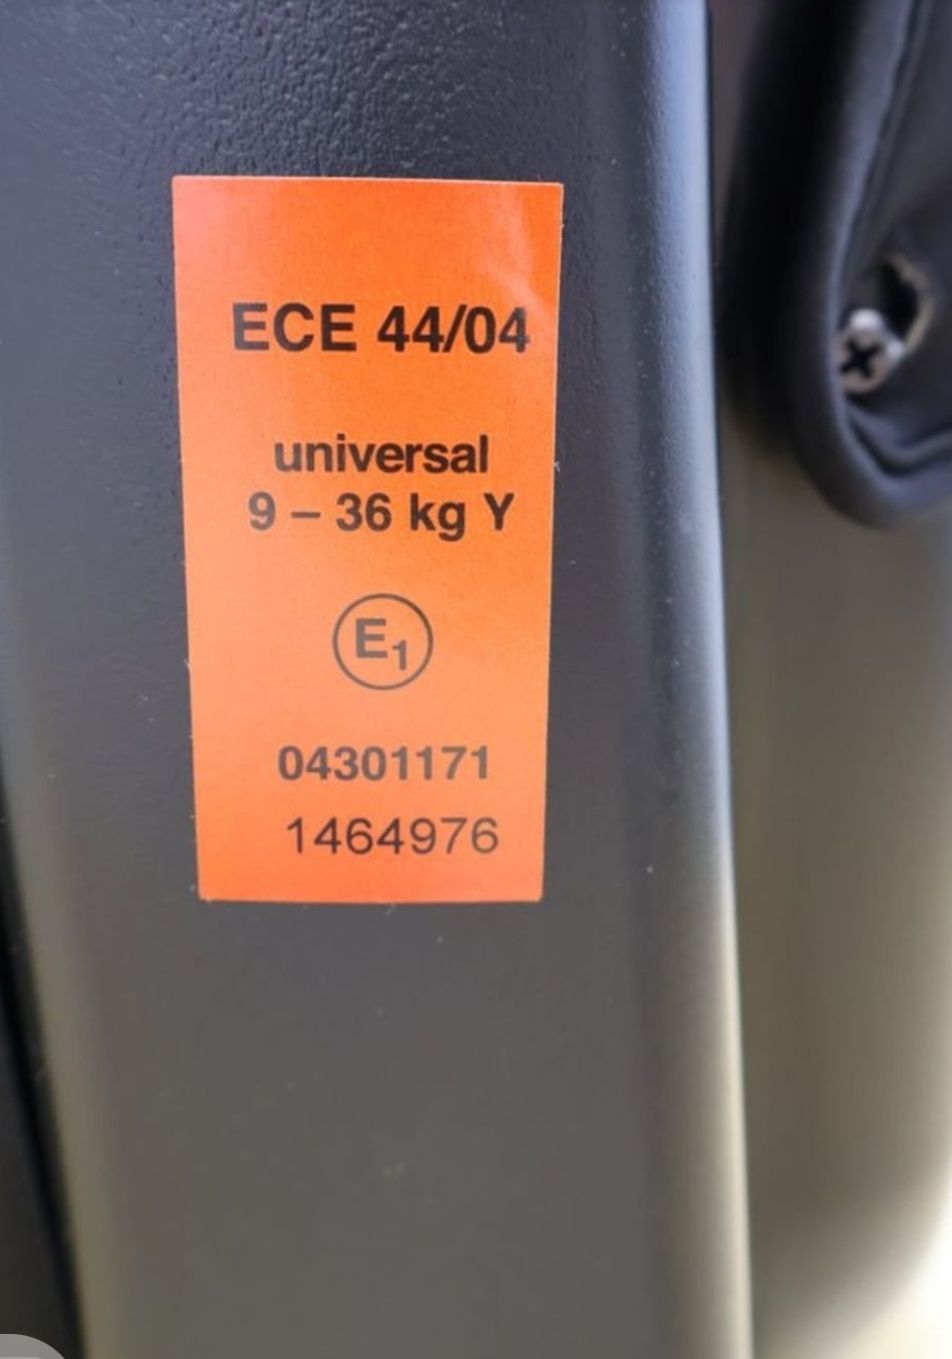 ECE 44/04
universal
9 – 36 kg Y
E1
04301171
1464976